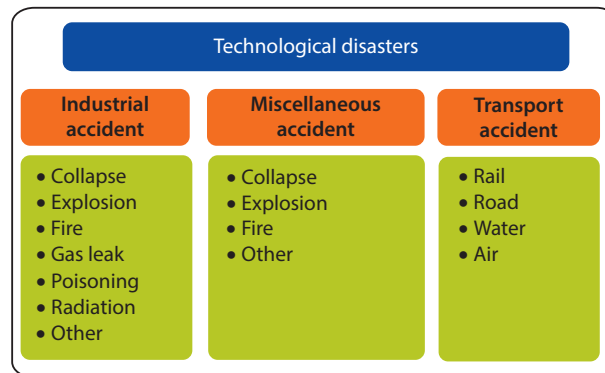 Technological disasters
Industrial
accident
• Collapse
• Explosion
• Fire
• Gas leak
• Poisoning
• Radiation
• Other
Miscellaneous
accident
• Collapse
• Explosion
• Fire
• Other
Transport
accident
• Rail
• Road
• Water
• Air